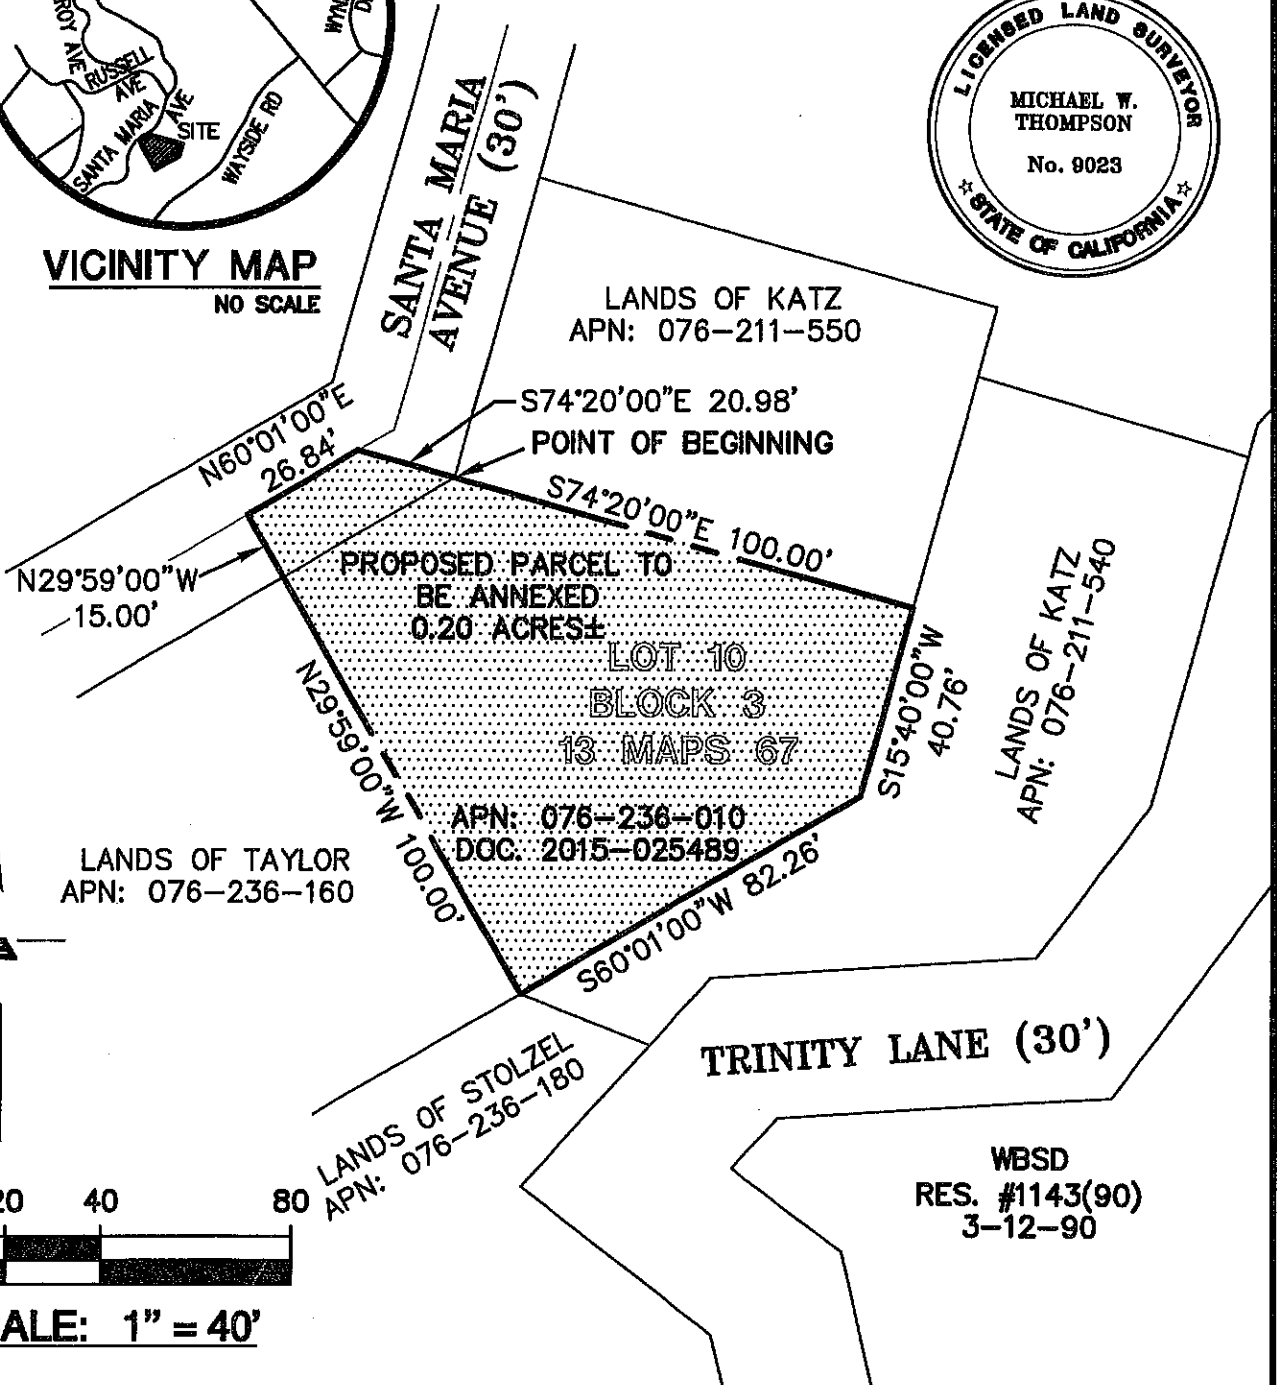 RUSSELL
AVE
SANTA MARIA
AVE
SITE
WAYSIDE RD
VICINITY MAP
NO SCALE
SANTA MARIA
AVENUE (30')
LICENSED LAND SURVEYOR
MICHAEL W.
THOMPSON
No. 9023
☆ STATE OF CALIFORNIA ☆
LANDS OF KATZ
APN: 076-211-550
S74°20'00"E 20.98'
POINT OF BEGINNING
N60°01'00"E
26.84'
S74°20'00"E 100.00'
N29°59'00"W
15.00'
PROPOSED PARCEL TO
BE ANNEXED
0.20 ACRES±
LOT 10
BLOCK 3
13 MAPS 67
APN: 076-236-010
DOC. 2015-025489
S15°40'00"W
40.76'
LANDS OF KATZ
APN: 076-211-540
N29°59'00"W 100.00'
LANDS OF TAYLOR
APN: 076-236-160
S60°01'00"W 82.26'
LANDS OF STOLZEL
APN: 076-236-180
TRINITY LANE (30')
WBSD
RES. #1143(90)
3-12-90
20 40 80
ALE: 1" = 40'